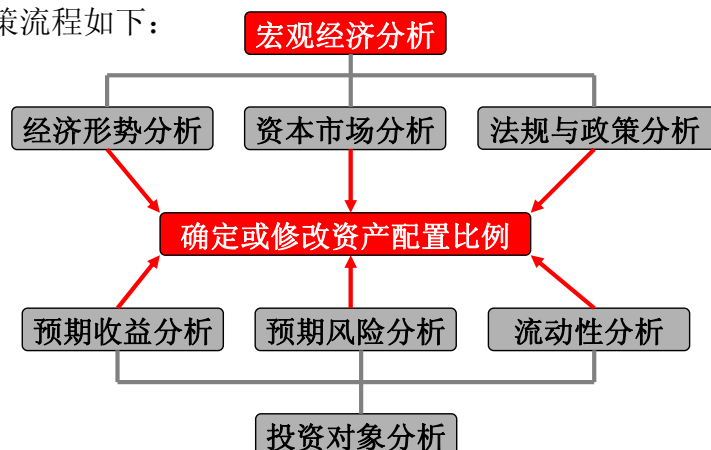 策流程如下：
宏观经济分析
经济形势分析 资本市场分析 法规与政策分析
确定或修改资产配置比例
预期收益分析 预期风险分析 流动性分析
投资对象分析